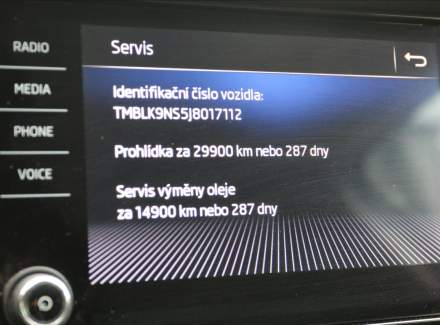 RADIO
MEDIA
PHONE
VOICE
Servis
Identifikační číslo vozidla:
TMBLK9NS5J8017112
Prohlídka za 29900 km nebo 287 dny
Servis výměny oleje
za 14900 km nebo 287 dny